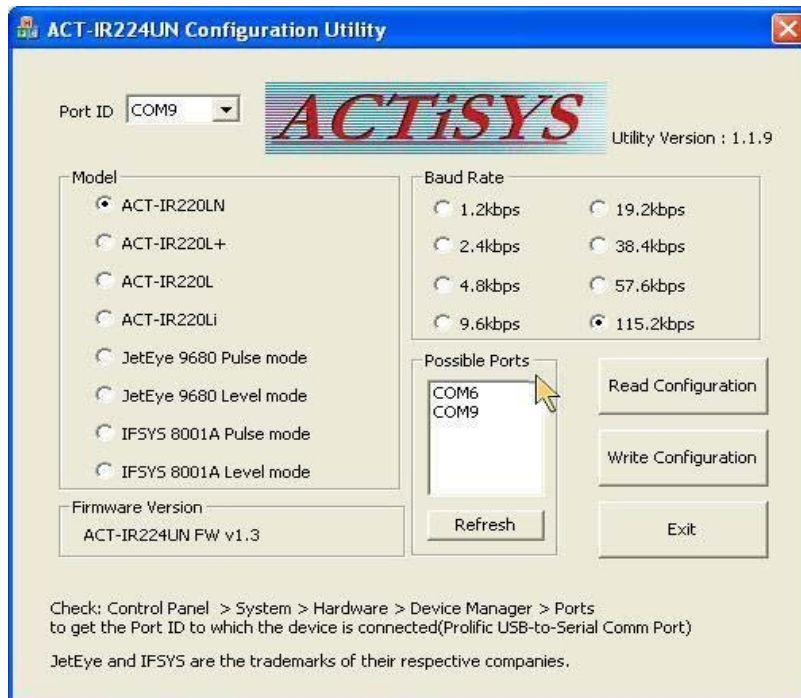 ACT-IR224UN Configuration Utility
Port ID
COM9
ACTiSYS
Utility Version : 1.1.9
Model
ACT-IR220LN
ACT-IR220L+
ACT-IR220L
ACT-IR220Li
JetEye 9680 Pulse mode
JetEye 9680 Level mode
IFSYS 8001A Pulse mode
IFSYS 8001A Level mode
Baud Rate
1.2kbps
19.2kbps
2.4kbps
38.4kbps
4.8kbps
57.6kbps
9.6kbps
115.2kbps
Possible Ports
COM6
COM9
Refresh
Read Configuration
Write Configuration
Exit
Firmware Version
ACT-IR224UN FW v1.3
Check: Control Panel > System > Hardware > Device Manager > Ports
to get the Port ID to which the device is connected(Prolific USB-to-Serial Comm Port)
JetEye and IFSYS are the trademarks of their respective companies.